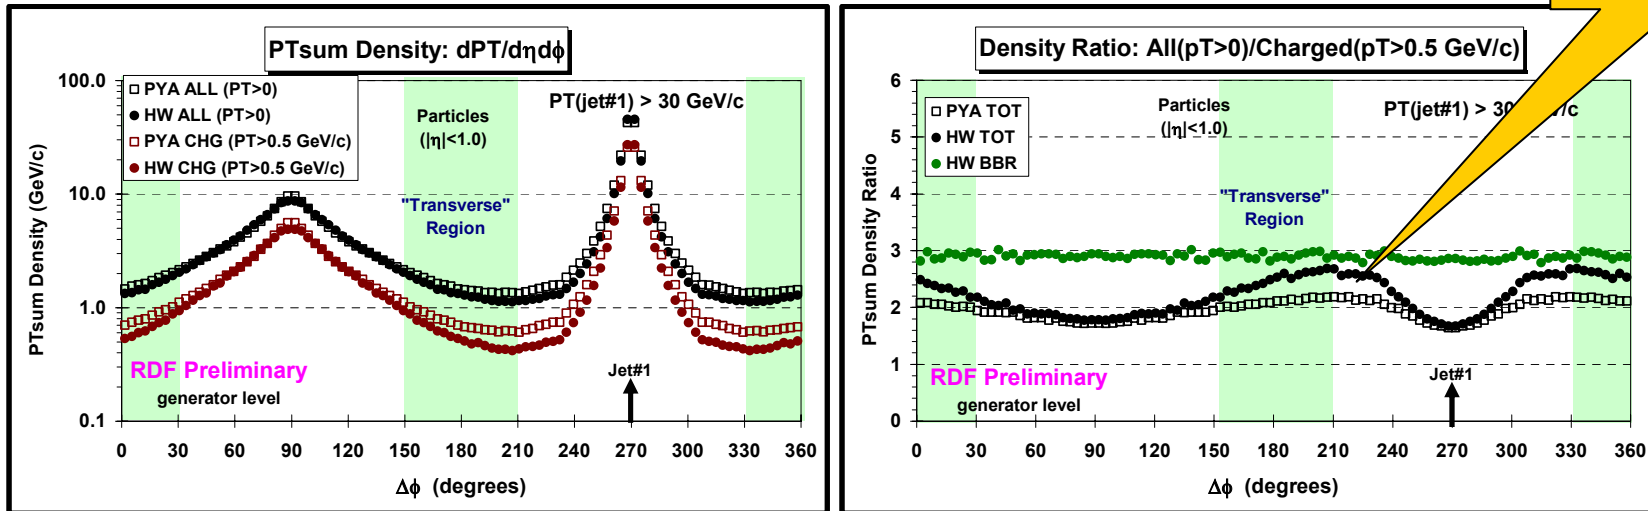 PTsum Density: dPT/dηdϕ
PYA ALL (PT>0)
HW ALL (PT>0)
PYA CHG (PT>0.5 GeV/c)
HW CHG (PT>0.5 GeV/c)
Particles
(|η|<1.0)
PT(jet#1) > 30 GeV/c
"Transverse"
Region
RDF Preliminary
generator level
Jet#1
PTsum Density (GeV/c)
100.0
10.0
1.0
0.1
0 30 60 90 120 150 180 210 240 270 300 330 360
Δϕ (degrees)
Density Ratio: All(pT>0)/Charged(pT>0.5 GeV/c)
PYA TOT
HW TOT
HW BBR
Particles
(|η|<1.0)
PT(jet#1) > 30 /c
"Transverse"
Region
RDF Preliminary
generator level
Jet#1
PTsum Density Ratio
6
5
4
3
2
1
0
0 30 60 90 120 150 180 210 240 270 300 330 360
Δϕ (degrees)